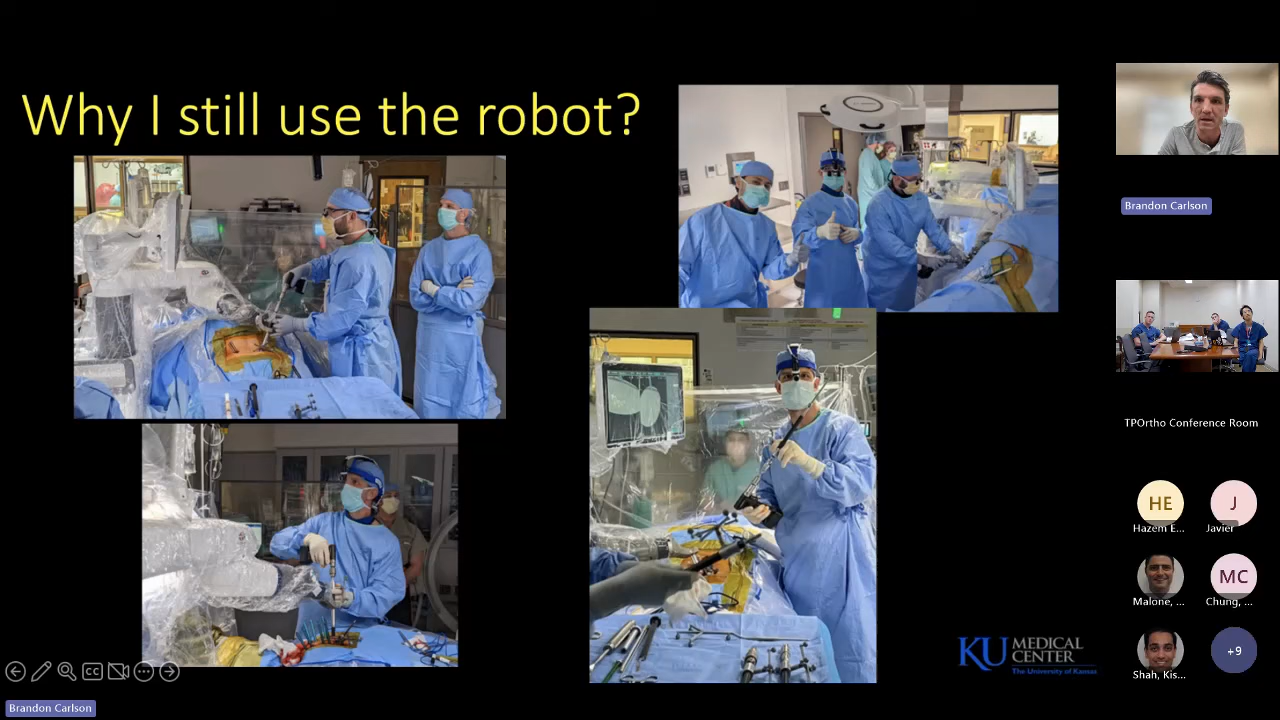 Why I still use the robot?
KU MEDICAL
CENTER
The University of Kansas
Brandon Carlson
TPOrtho Conference Room
HE
Hazem E...
J
Javier
Malone, ...
MC
Chung, ...
Shah, Kis...
+9
CC
Brandon Carlson